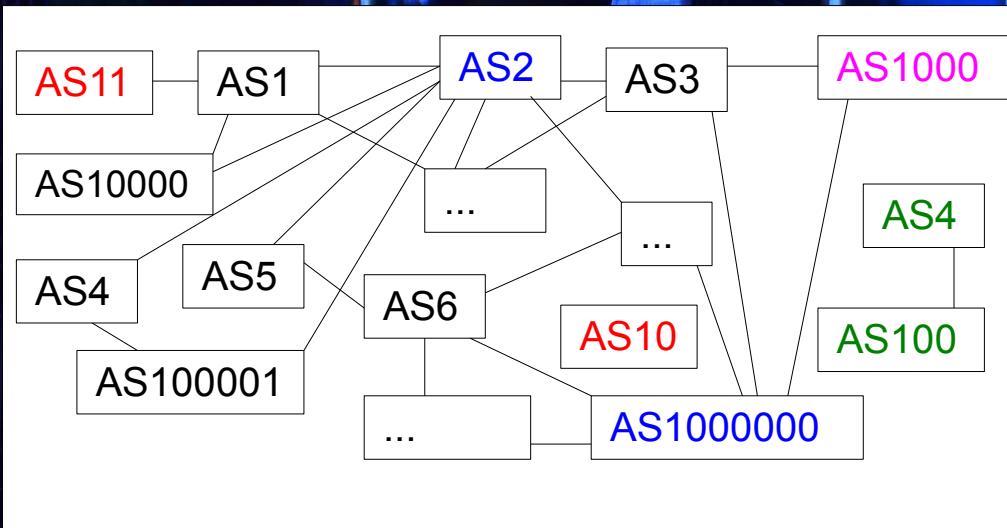 AS11
AS1
AS2
AS3
AS1000
AS10000
...
AS4
...
AS4
AS5
AS6
AS10
AS100
AS100001
...
AS1000000